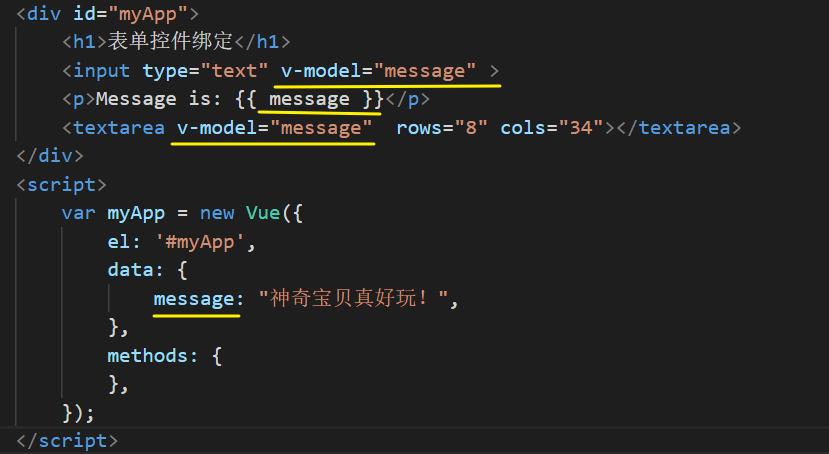 <div id="myApp">
<h1>表单控件绑定</h1>
<input type="text" v-model="message" >
<p>Message is: {{ message }}</p>
<textarea v-model="message"  rows="8" cols="34"></textarea>
</div>
<script>
var myApp = new Vue({
el: '#myApp',
data: {
message: "神奇宝贝真好玩！",
},
methods: {
},
});
</script>